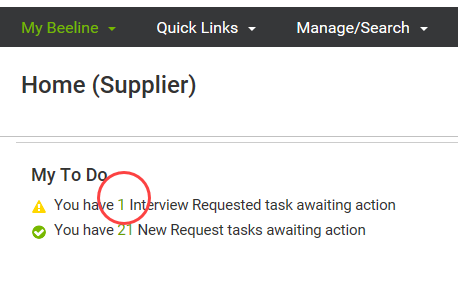 My Beeline Quick Links Manage/Search
Home (Supplier)
My To Do
You have 1 Interview Requested task awaiting action
You have 21 New Request tasks awaiting action